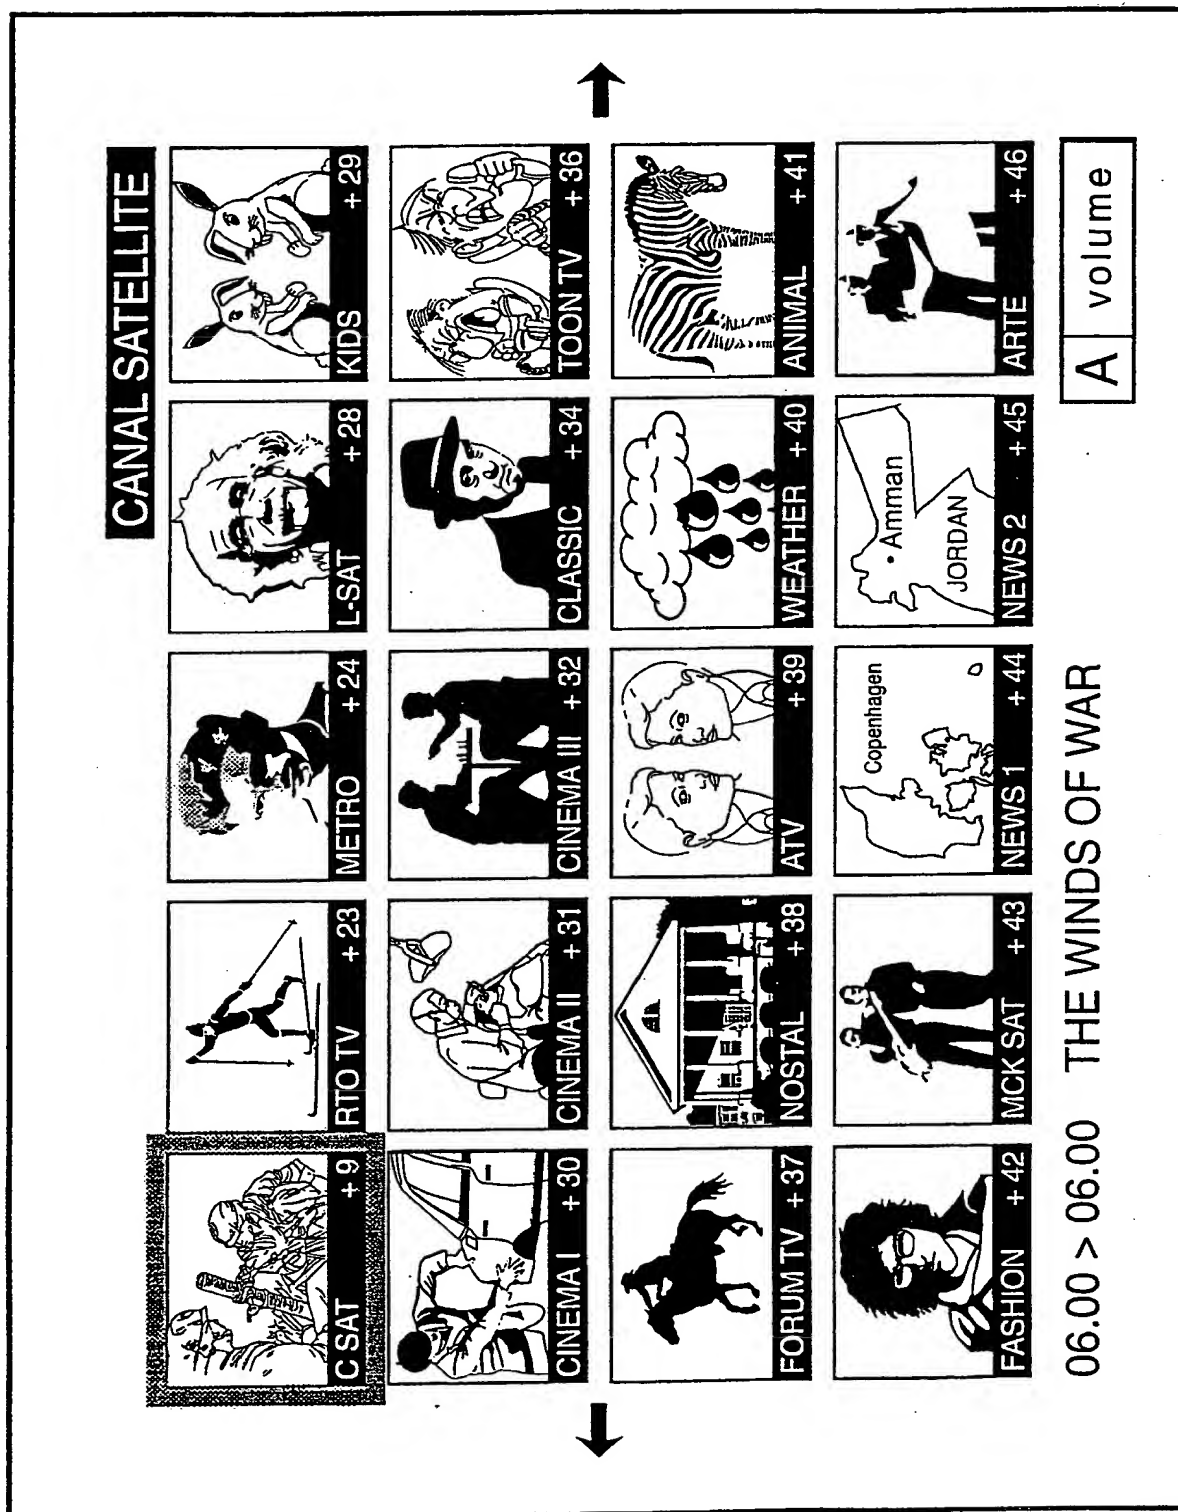 CANAL SATELLITE
C SAT + 9
RTO TV + 23
METRO + 24
L-SAT + 28
KIDS + 29
CINEMA I + 30
CINEMA II + 31
CINEMA III + 32
CLASSIC + 34
TOON TV + 36
FORUM TV + 37
NOSTAL + 38
ATV + 39
WEATHER + 40
ANIMAL + 41
Copenhagen
Amman
JORDAN
FASHION + 42
MCK SAT + 43
NEWS 1 + 44
NEWS 2 + 45
ARTE + 46
06.00 > 06.00 THE WINDS OF WAR
A volume